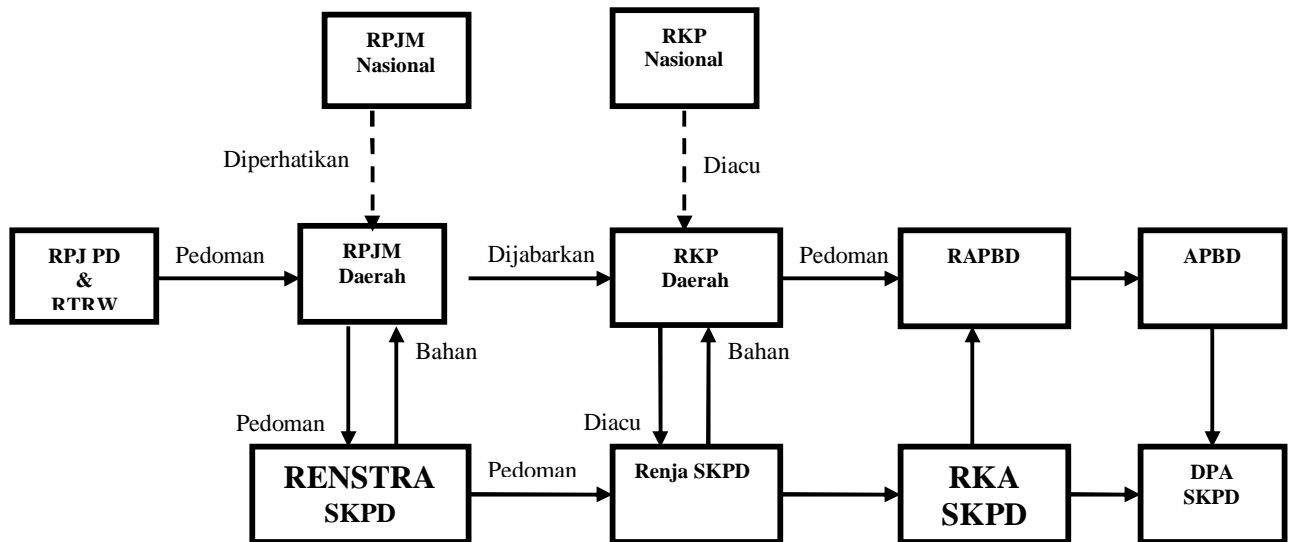 RPJM
Nasional
RKP
Nasional
Diperhatikan
Diacu
RPJ PD
&
RTRW
Pedoman
RPJM
Daerah
Dijabarkan
RKP
Daerah
Pedoman
RAPBD
APBD
Bahan
Bahan
Pedoman
Diacu
RENSTRA
SKPD
Pedoman
Renja SKPD
RKA
SKPD
DPA
SKPD